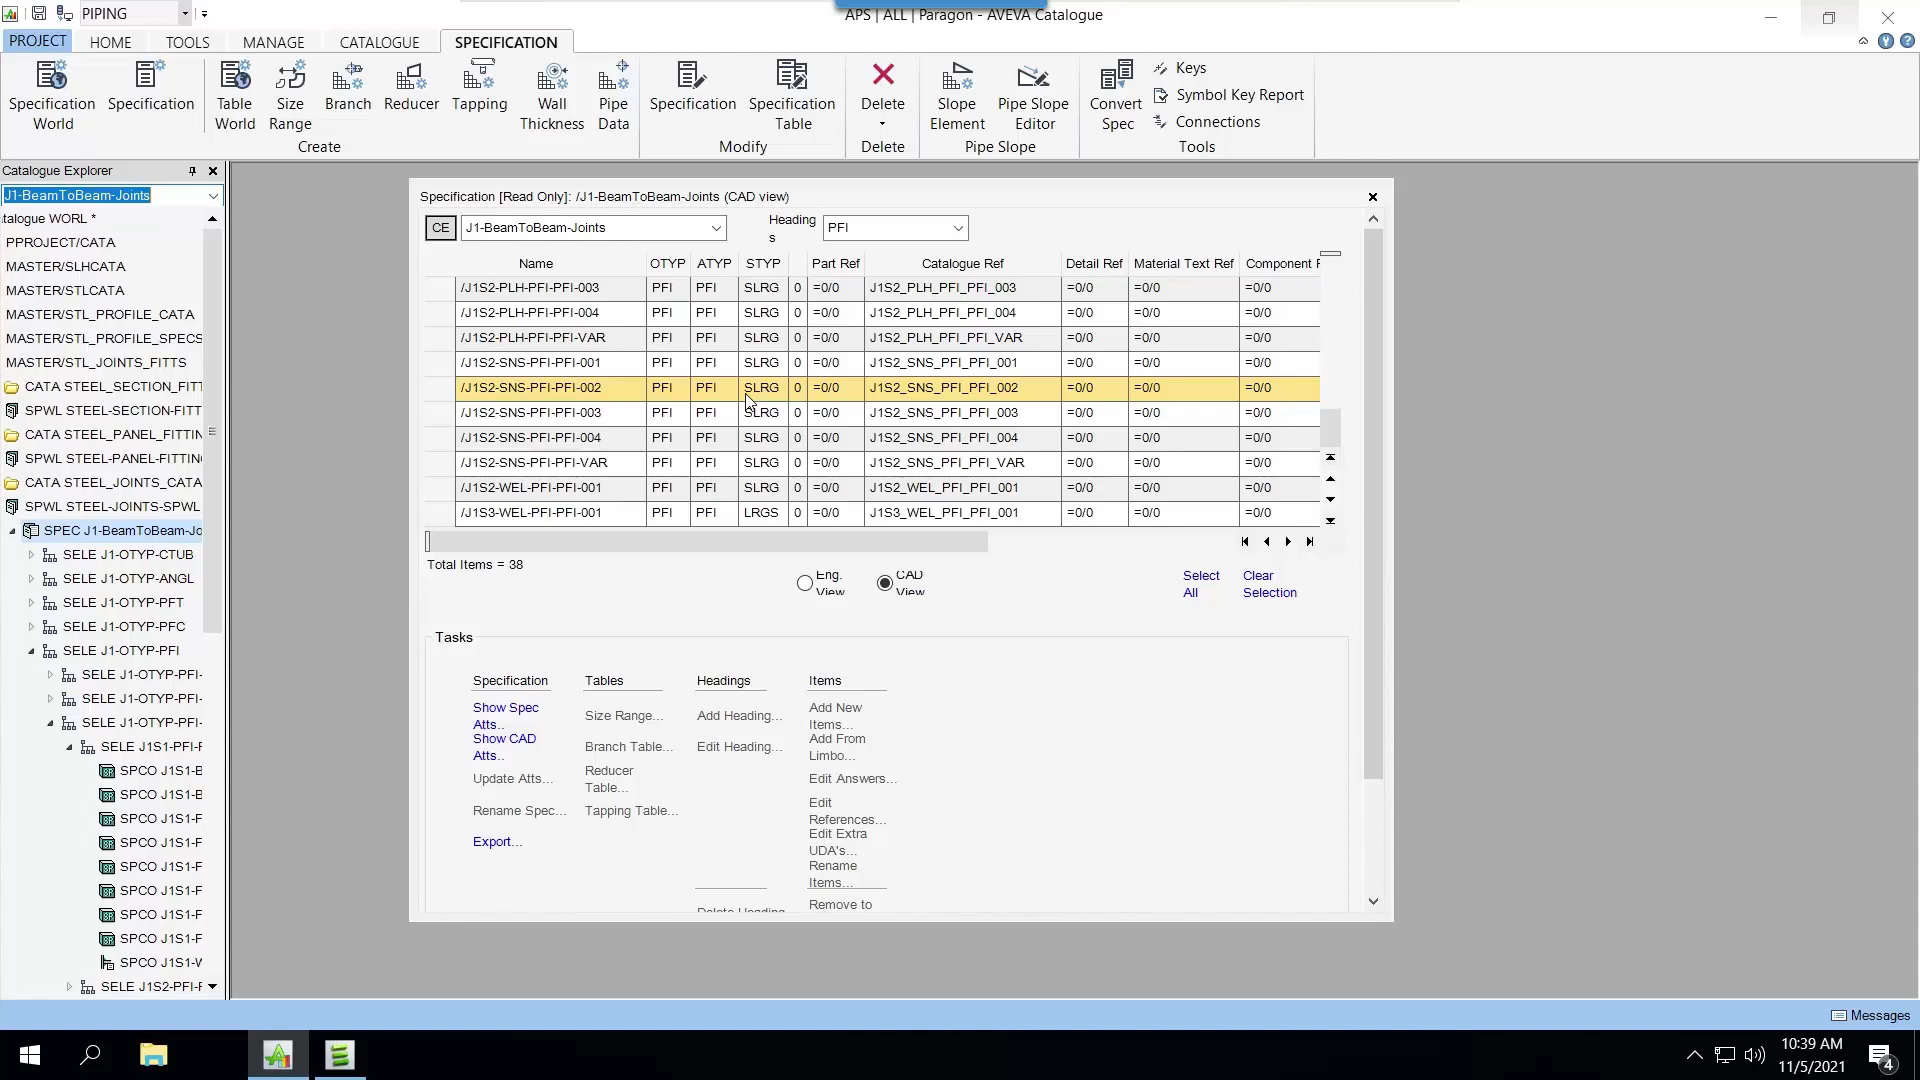 PIPING
APS | ALL | Paragon - AVEVA Catalogue
PROJECT HOME TOOLS MANAGE CATALOGUE SPECIFICATION
Specification World
Specification
Table World
Size Range
Branch
Reducer
Tapping
Wall Thickness
Pipe Data
Create
Specification
Specification Table
Modify
Delete
Delete
Slope Element
Pipe Slope Editor
Pipe Slope
Convert Spec
Keys
Symbol Key Report
Connections
Tools
Catalogue Explorer
J1-BeamToBeam-Joints
talogue WORL *
PPROJECT/CATA
MASTER/SLHCATA
MASTER/STLCATA
MASTER/STL_PROFILE_CATA
MASTER/STL_PROFILE_SPECS
MASTER/STL_JOINTS_FITTS
CATA STEEL_SECTION_FITT
SPWL STEEL-SECTION-FITT
CATA STEEL_PANEL_FITTIN
SPWL STEEL-PANEL-FITTING
CATA STEEL_JOINTS_CATA
SPWL STEEL-JOINTS-SPWL
SPEC J1-BeamToBeam-Jo
SELE J1-OTYP-CTUB
SELE J1-OTYP-ANGL
SELE J1-OTYP-PFT
SELE J1-OTYP-PFC
SELE J1-OTYP-PFI
SELE J1-OTYP-PFI-
SELE J1-OTYP-PFI-
SELE J1-OTYP-PFI-
SELE J1S1-PFI-F
SPCO J1S1-B
SPCO J1S1-B
SPCO J1S1-F
SPCO J1S1-F
SPCO J1S1-F
SPCO J1S1-F
SPCO J1S1-F
SPCO J1S1-F
SPCO J1S1-W
SELE J1S2-PFI-F
Specification [Read Only]: /J1-BeamToBeam-Joints (CAD view)
CE J1-BeamToBeam-Joints Heading s PFI
Name OTYP ATYP STYP Part Ref Catalogue Ref Detail Ref Material Text Ref Component F
/J1S2-PLH-PFI-PFI-003 PFI PFI SLRG 0 =0/0 J1S2_PLH_PFI_PFI_003 =0/0 =0/0 =0/0
/J1S2-PLH-PFI-PFI-004 PFI PFI SLRG 0 =0/0 J1S2_PLH_PFI_PFI_004 =0/0 =0/0 =0/0
/J1S2-PLH-PFI-PFI-VAR PFI PFI SLRG 0 =0/0 J1S2_PLH_PFI_PFI_VAR =0/0 =0/0 =0/0
/J1S2-SNS-PFI-PFI-001 PFI PFI SLRG 0 =0/0 J1S2_SNS_PFI_PFI_001 =0/0 =0/0 =0/0
/J1S2-SNS-PFI-PFI-002 PFI PFI SLRG 0 =0/0 J1S2_SNS_PFI_PFI_002 =0/0 =0/0 =0/0
/J1S2-SNS-PFI-PFI-003 PFI PFI SLRG 0 =0/0 J1S2_SNS_PFI_PFI_003 =0/0 =0/0 =0/0
/J1S2-SNS-PFI-PFI-004 PFI PFI SLRG 0 =0/0 J1S2_SNS_PFI_PFI_004 =0/0 =0/0 =0/0
/J1S2-SNS-PFI-PFI-VAR PFI PFI SLRG 0 =0/0 J1S2_SNS_PFI_PFI_VAR =0/0 =0/0 =0/0
/J1S2-WEL-PFI-PFI-001 PFI PFI SLRG 0 =0/0 J1S2_WEL_PFI_PFI_001 =0/0 =0/0 =0/0
/J1S3-WEL-PFI-PFI-001 PFI PFI LRGS 0 =0/0 J1S3_WEL_PFI_PFI_001 =0/0 =0/0 =0/0
Total Items = 38
Eng. View
CAD View
Select All
Clear Selection
Tasks
Specification
Show Spec Atts..
Show CAD Atts..
Update Atts...
Rename Spec...
Export...
Tables
Size Range...
Branch Table...
Reducer Table...
Tapping Table...
Headings
Add Heading...
Edit Heading...
Delete Heading
Items
Add New Items...
Add From Limbo...
Edit Answers...
Edit References...
Edit Extra UDA's...
Rename Items...
Remove to
Messages
10:39 AM
11/5/2021
4